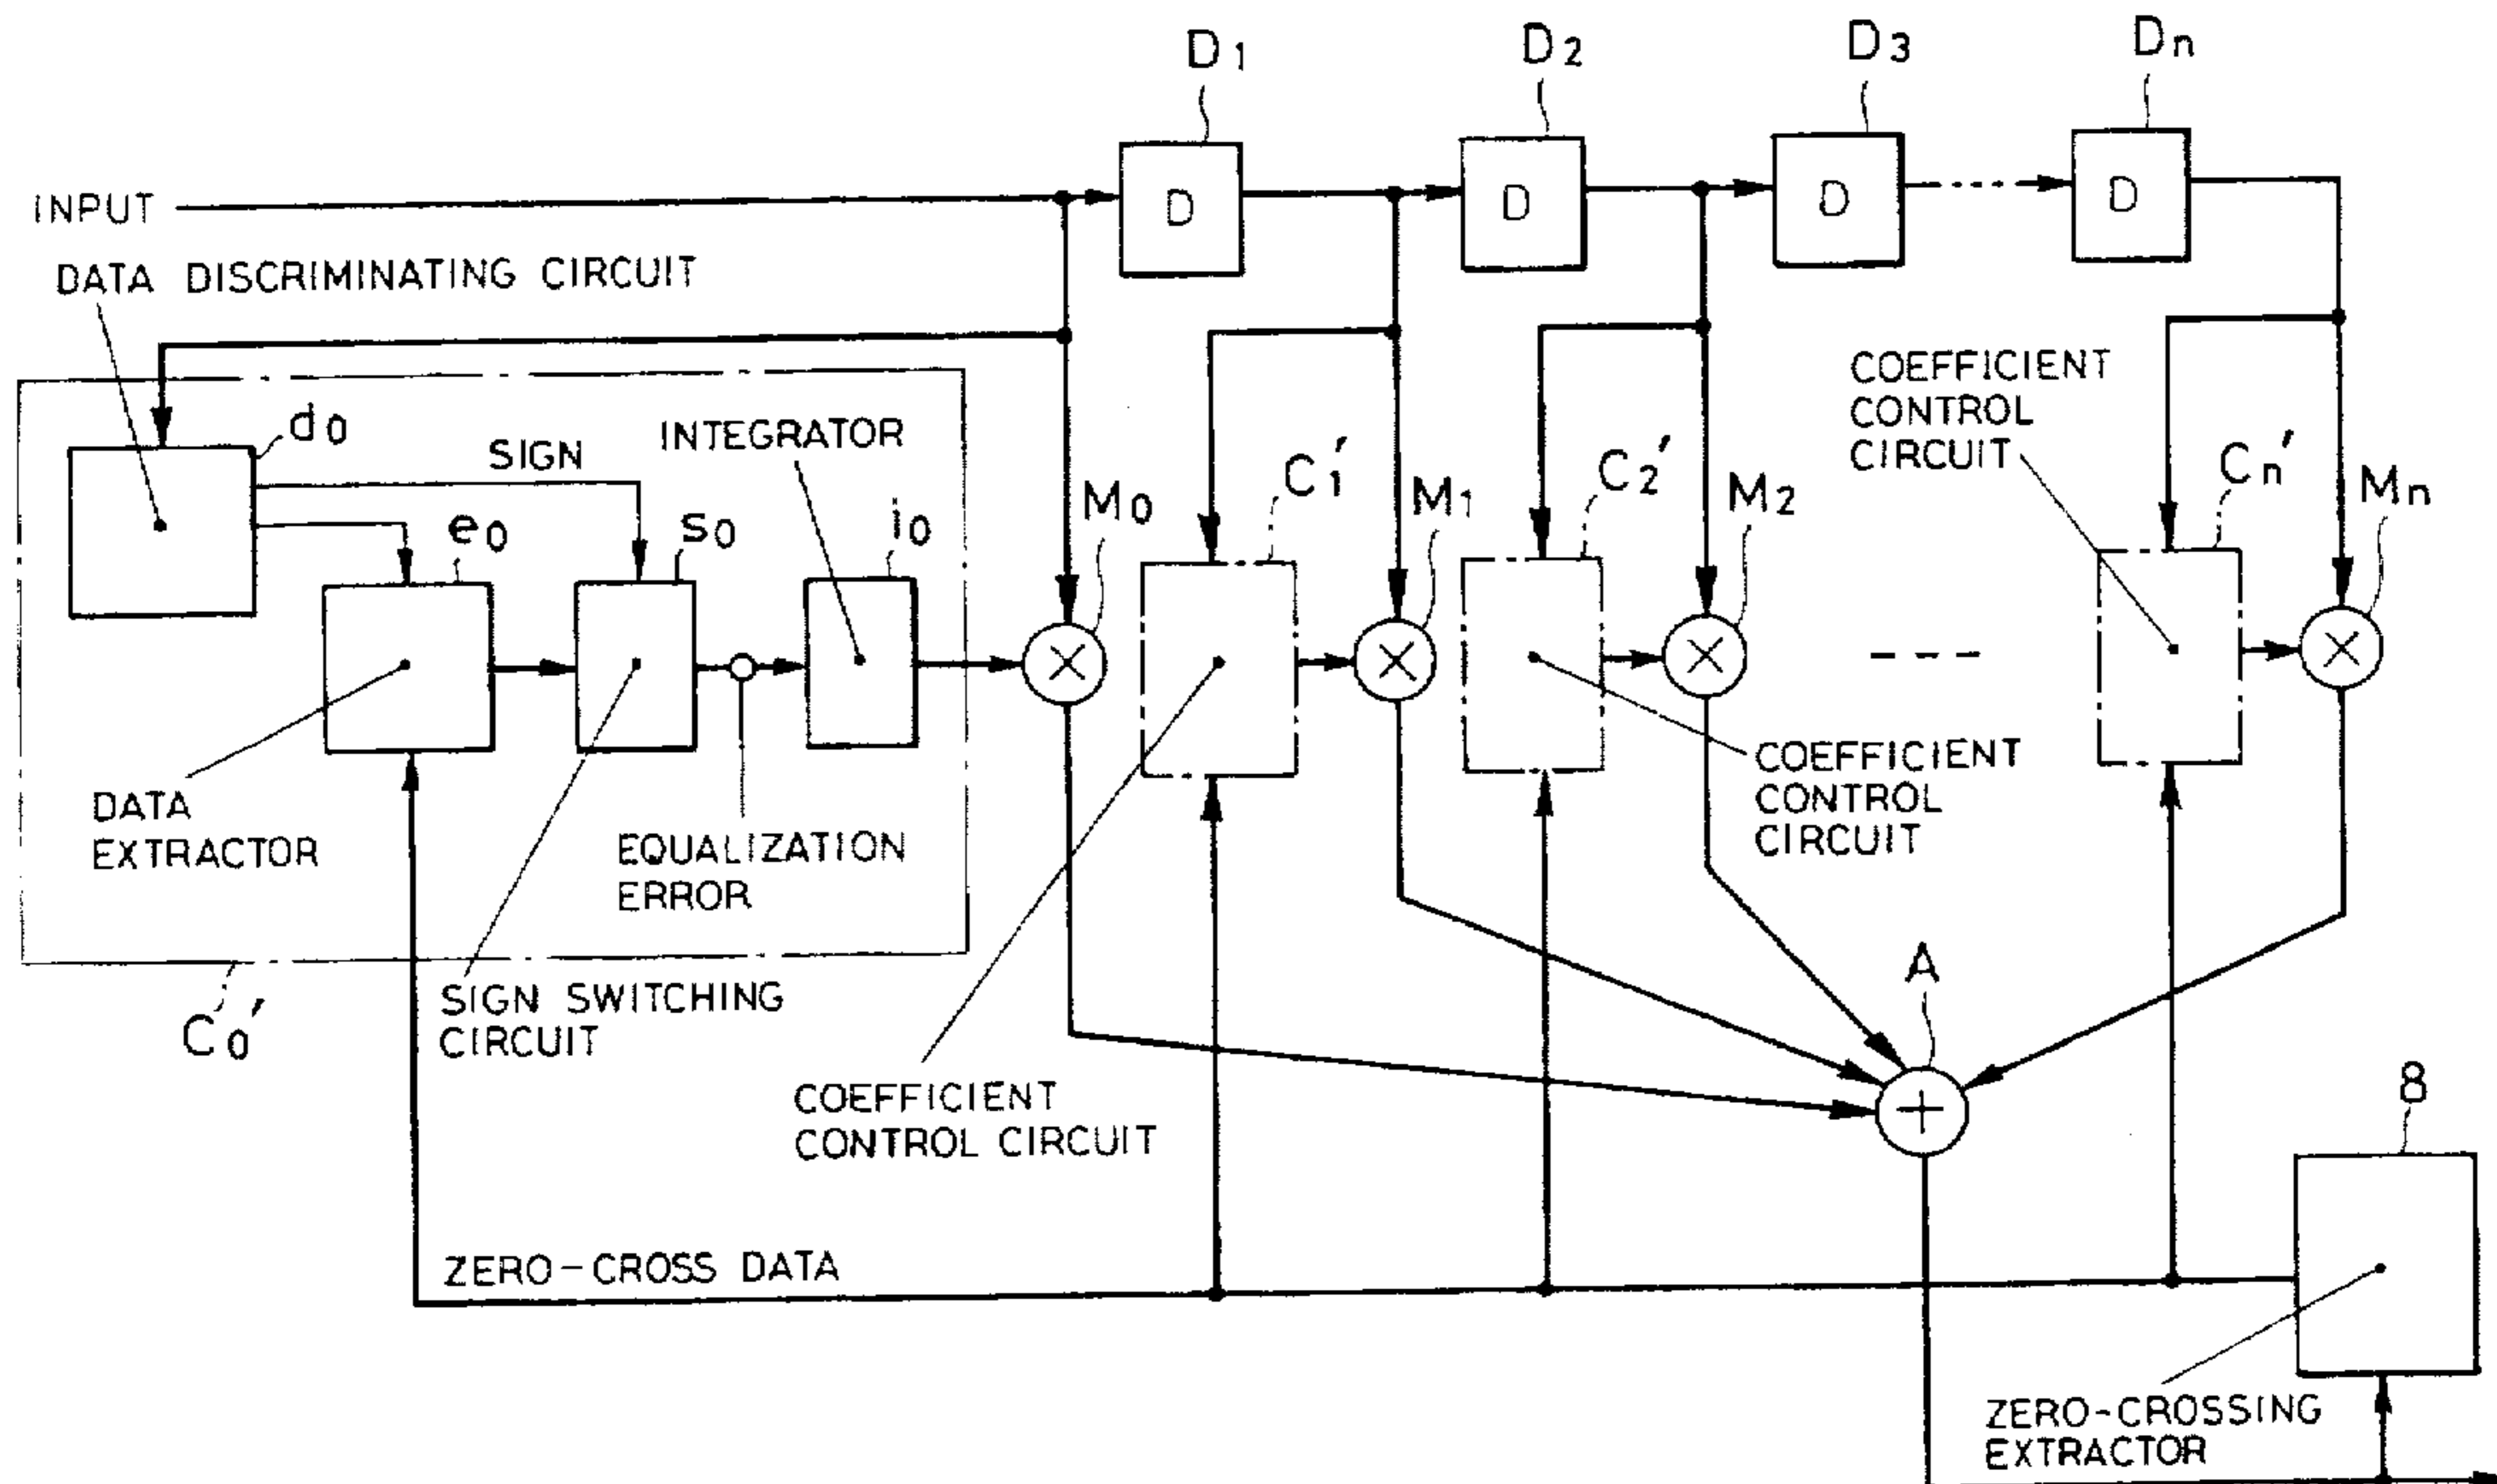 D1
D2
D3
Dn
INPUT
D
D
D
D
DATA DISCRIMINATING CIRCUIT
d0
SIGN
INTEGRATOR
e0
s0
i0
M0
C1'
M1
C2'
M2
COEFFICIENT
CONTROL
CIRCUIT
Cn'
Mn
DATA
EXTRACTOR
EQUALIZATION
ERROR
COEFFICIENT
CONTROL
CIRCUIT
C0'
SIGN SWITCHING
CIRCUIT
COEFFICIENT
CONTROL CIRCUIT
A
8
ZERO-CROSS DATA
ZERO-CROSSING
EXTRACTOR